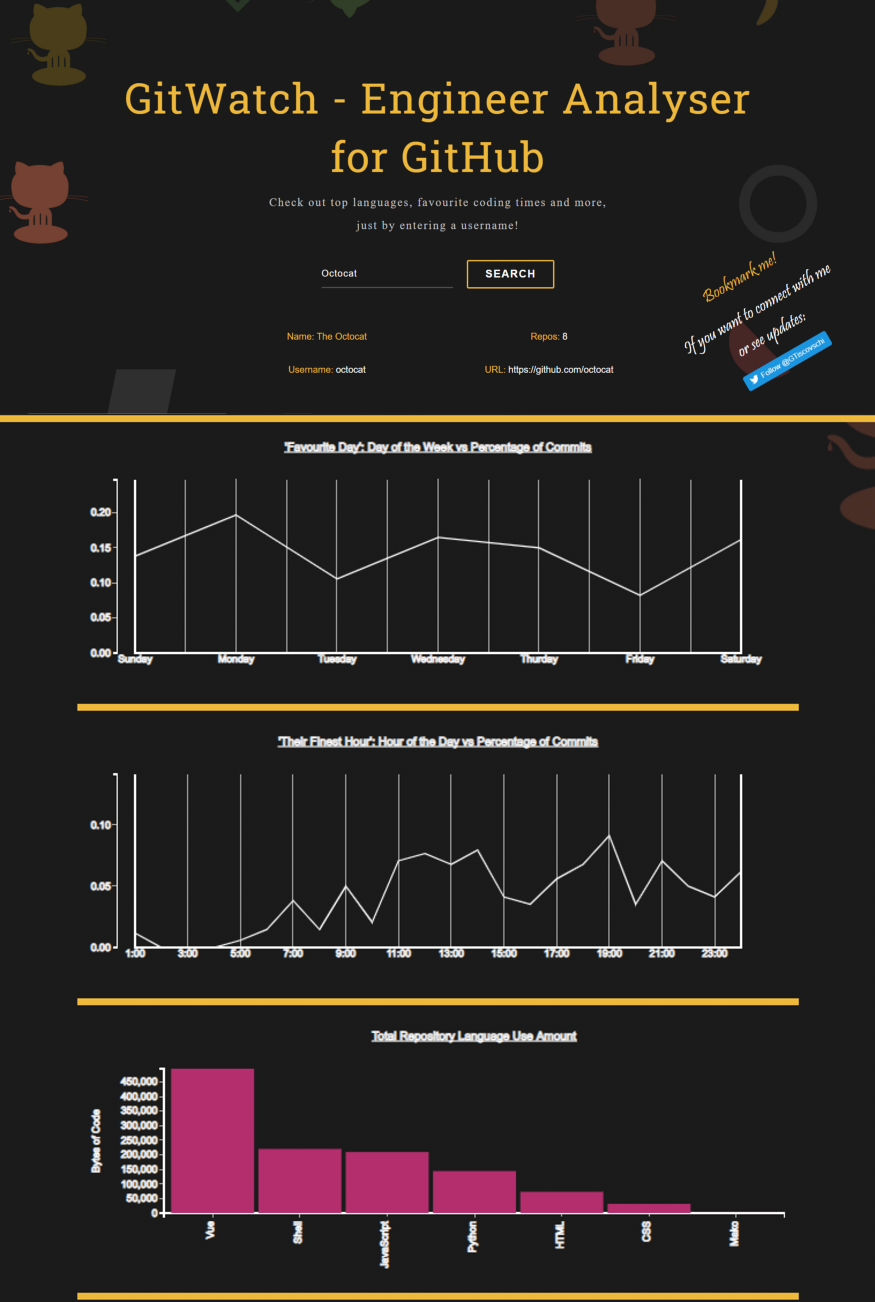 GitWatch - Engineer Analyser
for GitHub
Check out top languages, favourite coding times and more,
just by entering a username!
Octocat
SEARCH
Bookmark me!
If you want to connect with me
or see updates:
Follow @GTiscovschi
Name: The Octocat
Repos: 8
Username: octocat
URL: https://github.com/octocat
'Favourite Day': Day of the Week vs Percentage of Commits
0.20
0.15
0.10
0.05
0.00
Sunday Monday Tuesday Wednesday Thurday Friday Saturday
'Their Finest Hour': Hour of the Day vs Percentage of Commits
0.10
0.05
0.00
1:00 3:00 5:00 7:00 9:00 11:00 13:00 15:00 17:00 19:00 21:00 23:00
Total Repository Language Use Amount
Bytes of Code
450,000
400,000
350,000
300,000
250,000
200,000
150,000
100,000
50,000
0
Vue Shell JavaScript Python HTML CSS Mako